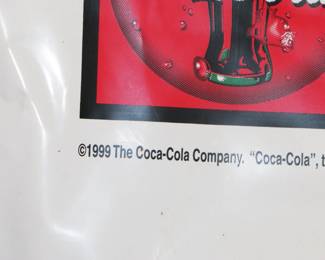 ©1999 The Coca-Cola Company. “Coca-Cola”, t